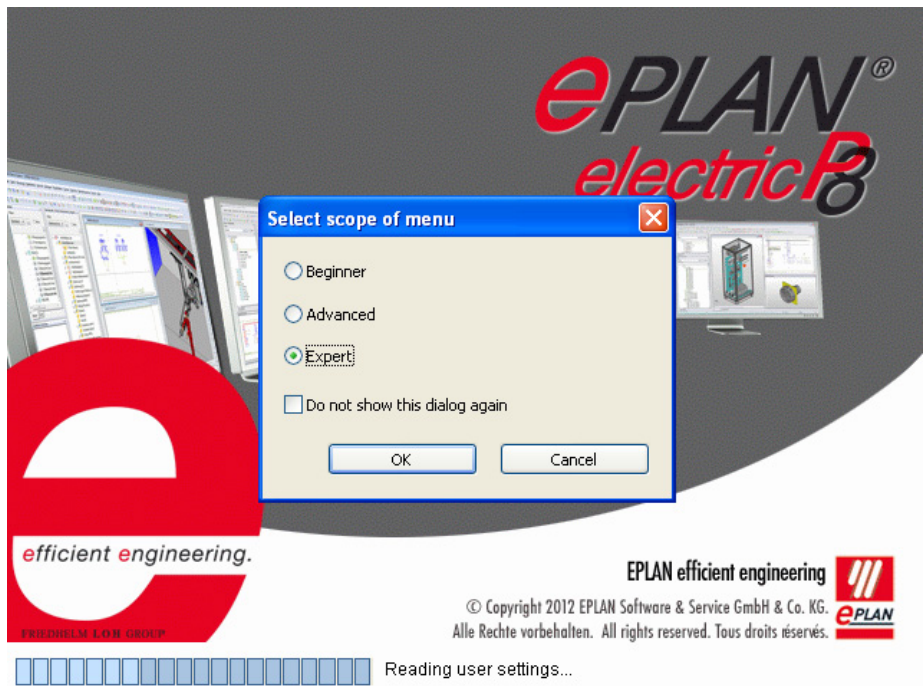 ePLAN®
electric P8
Select scope of menu
Beginner
Advanced
Expert
Do not show this dialog again
OK
Cancel
efficient engineering.
EPLAN efficient engineering
© Copyright 2012 EPLAN Software & Service GmbH & Co. KG.
ePLAN
Alle Rechte vorbehalten. All rights reserved. Tous droits réservés.
FRIEDHELM LOH GROUP
Reading user settings...